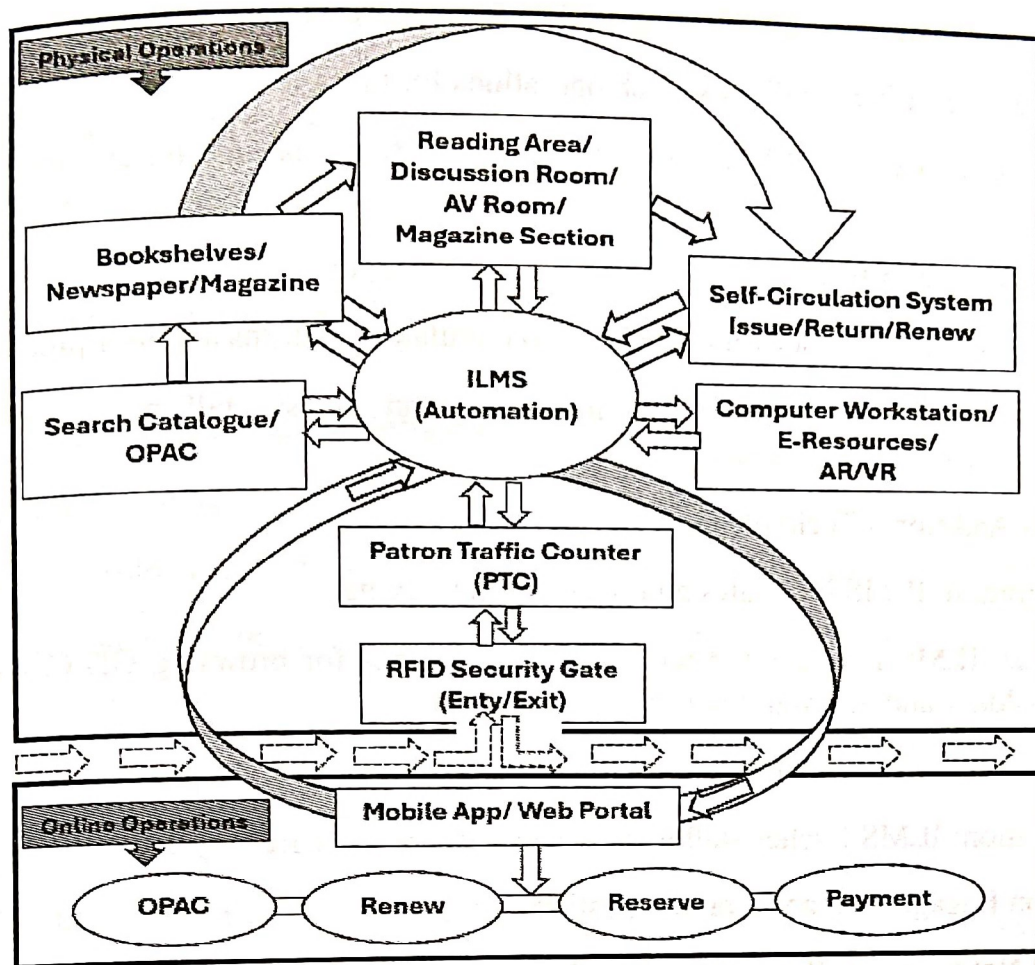 Physical Operations
Reading Area/
Discussion Room/
AV Room/
Magazine Section
Bookshelves/
Newspaper/Magazine
Self-Circulation System
Issue/Return/Renew
ILMS
(Automation)
Search Catalogue/
OPAC
Computer Workstation/
E-Resources/
AR/VR
Patron Traffic Counter
(PTC)
RFID Security Gate
(Enty/Exit)
Mobile App/ Web Portal
Online Operations
OPAC
Renew
Reserve
Payment